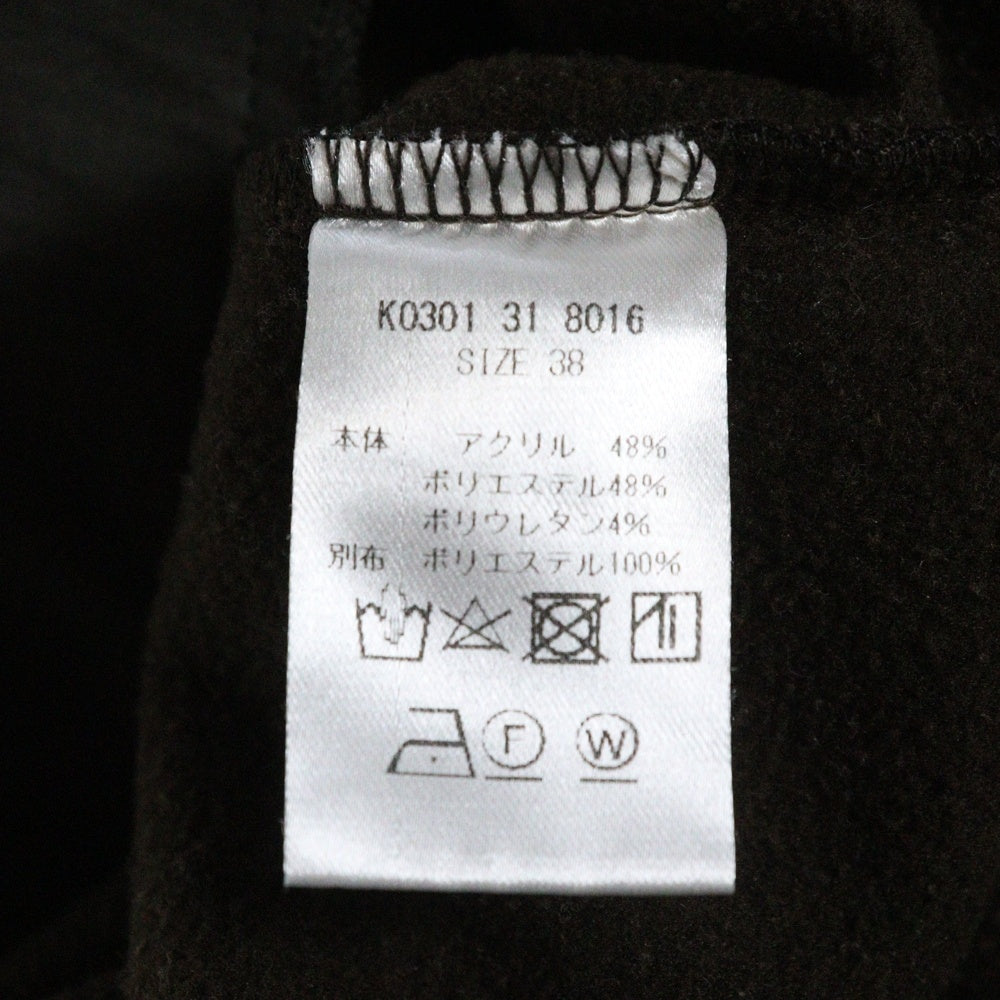 K0301 31 8016
SIZE 38
本体 アクリル 48%
ポリエステル48%
ポリウレタン4%
別布 ポリエステル100%
F W